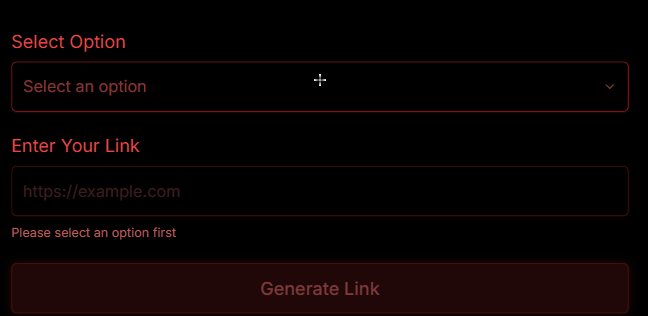 Select Option
Select an option
Enter Your Link
https://example.com
Please select an option first
Generate Link